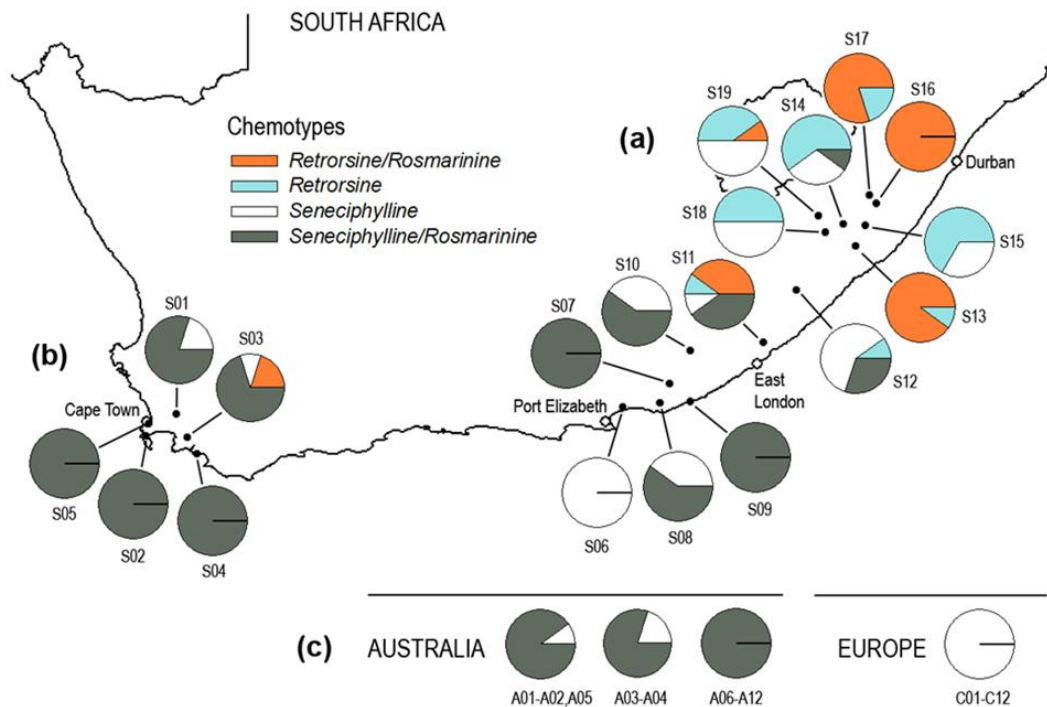 SOUTH AFRICA
Chemotypes
Retrorsine/Rosmarinine
Retrorsine
Seneciphylline
Seneciphylline/Rosmarinine
(a)
S17
S19
S14
S16
Durban
S18
S15
S11
S10
S13
S07
S12
East
London
Port Elizabeth
S09
S08
S06
(b)
S01
S03
Cape Town
S05
S02
S04
(c)
AUSTRALIA
A01-A02,A05
A03-A04
A06-A12
EUROPE
C01-C12